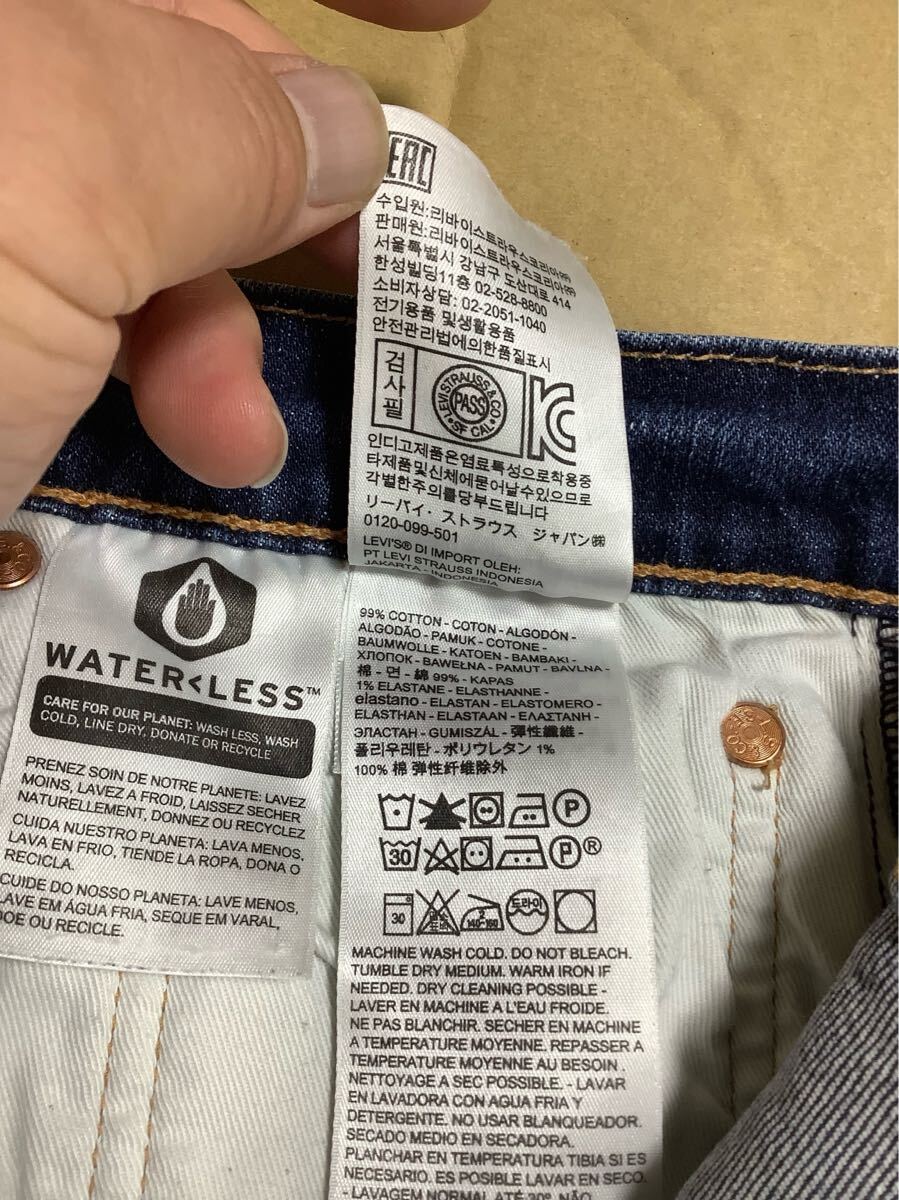 EAC
수입원:리바이스트라우스코리아㈜
판매원:리바이스트라우스코리아㈜
서울특별시 강남구 도산대로 414
한성빌딩11층 02-528-8800
소비자상담: 02-2051-1040
전기용품 및생활용품
안전관리법에의한품질표시
검사필
LEVI STRAUSS & CO
PASS
SF CAL
KC
인디고제품은염료특성으로착용중
타제품및신체에묻어날수있으므로
각별한주의를당부드립니다
リーバイ・ストラウス ジャパン㈱
0120-099-501
LEVI'S® DI IMPORT OLEH:
PT LEVI STRAUSS INDONESIA
JAKARTA - INDONESIA
WATER<LESS™
CARE FOR OUR PLANET: WASH LESS, WASH
COLD, LINE DRY, DONATE OR RECYCLE
PRENEZ SOIN DE NOTRE PLANETE: LAVEZ
MOINS, LAVEZ A FROID, LAISSEZ SECHER
NATURELLEMENT, DONNEZ OU RECYCLEZ
CUIDA NUESTRO PLANETA: LAVA MENOS,
LAVA EN FRIO, TIENDE LA ROPA, DONA O
RECICLA.
CUIDE DO NOSSO PLANETA: LAVE MENOS,
LAVE EM ÁGUA FRIA, SEQUE EM VARAL,
DOE OU RECICLE.
99% COTTON - COTON - ALGODÓN -
ALGODÃO - PAMUK - COTONE -
BAUMWOLLE - KATOEN - BAMBAKI -
ХЛОПОК - BAWEŁNA - PAMUT - BAVLNA -
棉 - 면 - 綿 99% - KAPAS
1% ELASTANE - ELASTHANNE -
elastano - ELASTAN - ELASTOMERO -
ELASTHAN - ELASTAAN - ΕΛΑΣΤΑΝΗ -
ЭЛАСТАН - GUMISZÁL - 彈性纖維 -
폴리우레탄 - ポリウレタン 1%
100% 棉 弹性纤维除外
P
30 P®
30 2 140-160 드라이
MACHINE WASH COLD. DO NOT BLEACH.
TUMBLE DRY MEDIUM. WARM IRON IF
NEEDED. DRY CLEANING POSSIBLE -
LAVER EN MACHINE A L'EAU FROIDE.
NE PAS BLANCHIR. SECHER EN MACHINE
A TEMPERATURE MOYENNE. REPASSER A
TEMPERATURE MOYENNE AU BESOIN.
NETTOYAGE A SEC POSSIBLE. - LAVAR
EN LAVADORA CON AGUA FRIA Y
DETERGENTE. NO USAR BLANQUEADOR.
SECADO MEDIO EN SECADORA.
PLANCHAR EN TEMPERATURA TIBIA SI ES
NECESARIO. ES POSIBLE LAVAR EN SECO.
- LAVAGEM NORMAL ATÉ 30°. NÃO